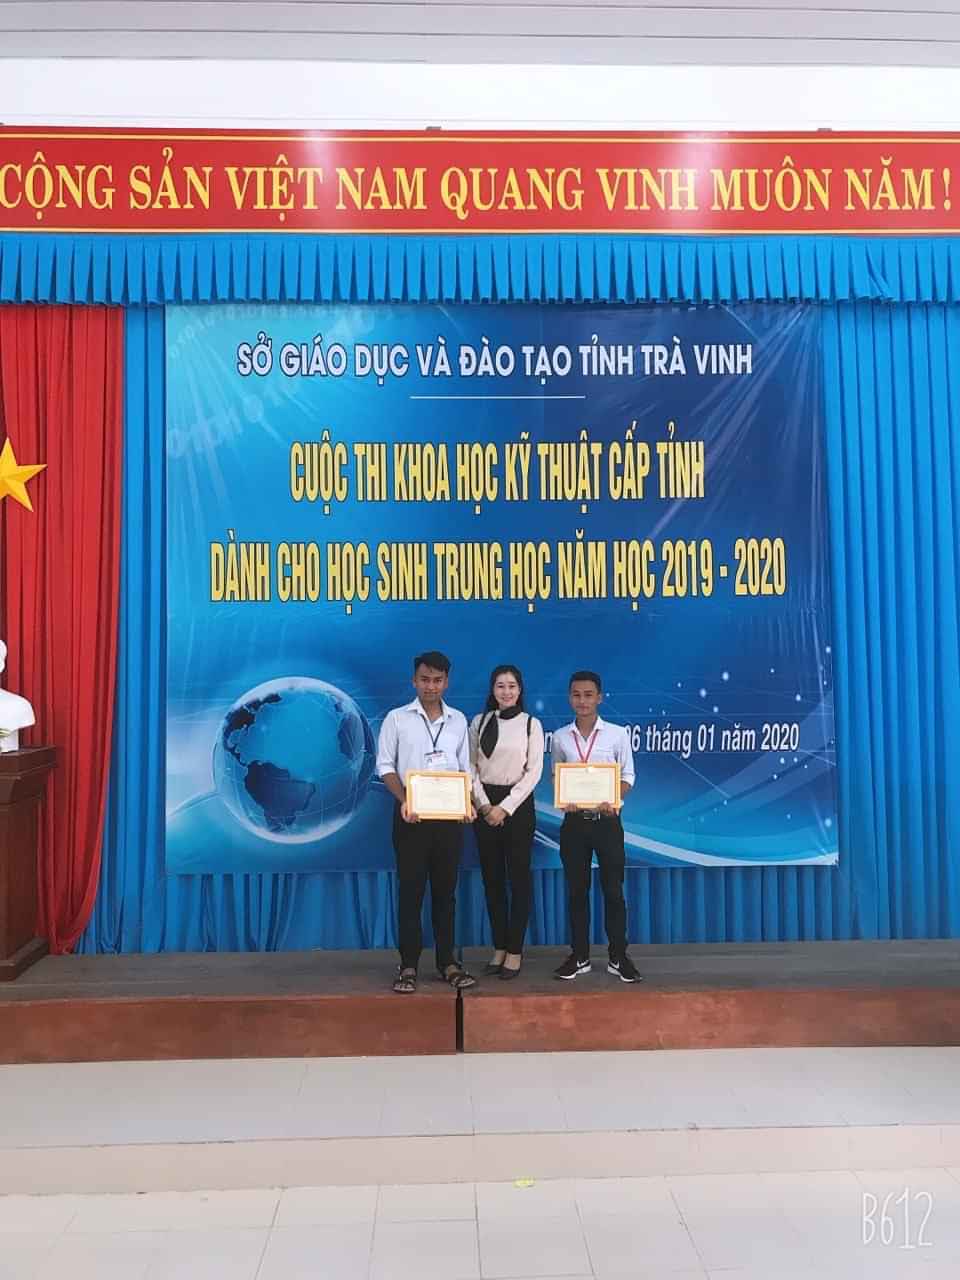 CỘNG SẢN VIỆT NAM QUANG VINH MUÔN NĂM!
SỞ GIÁO DỤC VÀ ĐÀO TẠO TỈNH TRÀ VINH
CUỘC THI KHOA HỌC KỸ THUẬT CẤP TỈNH
DÀNH CHO HỌC SINH TRUNG HỌC NĂM HỌC 2019 - 2020
tháng 01 năm 2020
B612